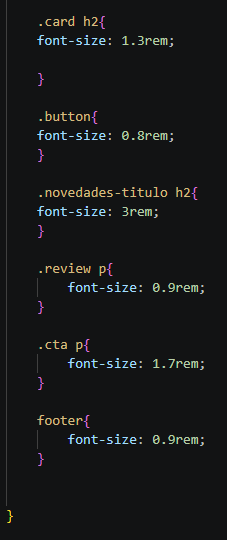 .card h2{
font-size: 1.3rem;
}
.button{
font-size: 0.8rem;
}
.novedades-titulo h2{
font-size: 3rem;
}
.review p{
font-size: 0.9rem;
}
.cta p{
font-size: 1.7rem;
}
footer{
font-size: 0.9rem;
}
}